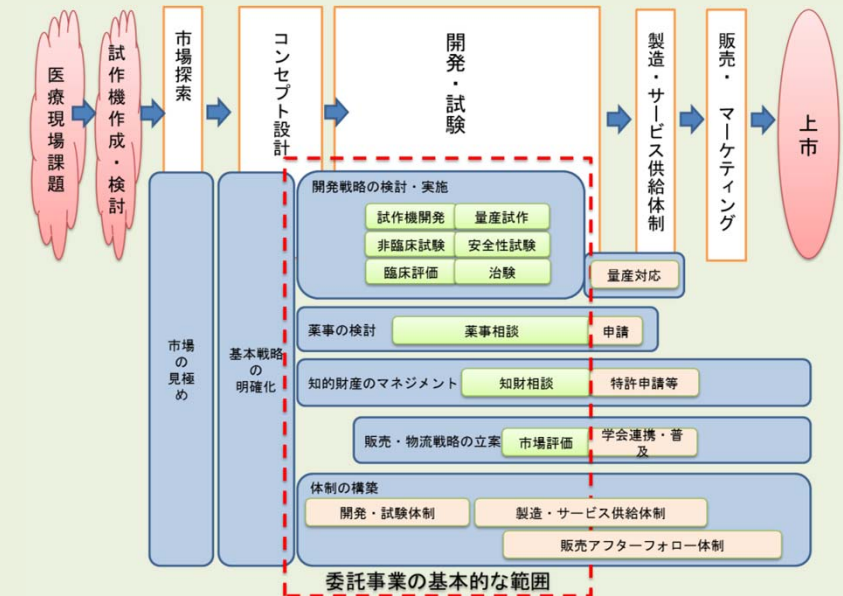 医療現場課題
試作機作成・検討
市場探索
コンセプト設計
開発・試験
製造・サービス供給体制
販売・マーケティング
上市
市場
の
見極
め
基本戦略
の
明確化
開発戦略の検討・実施
試作機開発
量産試作
非臨床試験
安全性試験
臨床評価
治験
量産対応
薬事の検討
薬事相談
申請
知的財産のマネジメント
知財相談
特許申請等
販売・物流戦略の立案
市場評価
学会連携・普
及
体制の構築
開発・試験体制
製造・サービス供給体制
販売アフターフォロー体制
委託事業の基本的な範囲